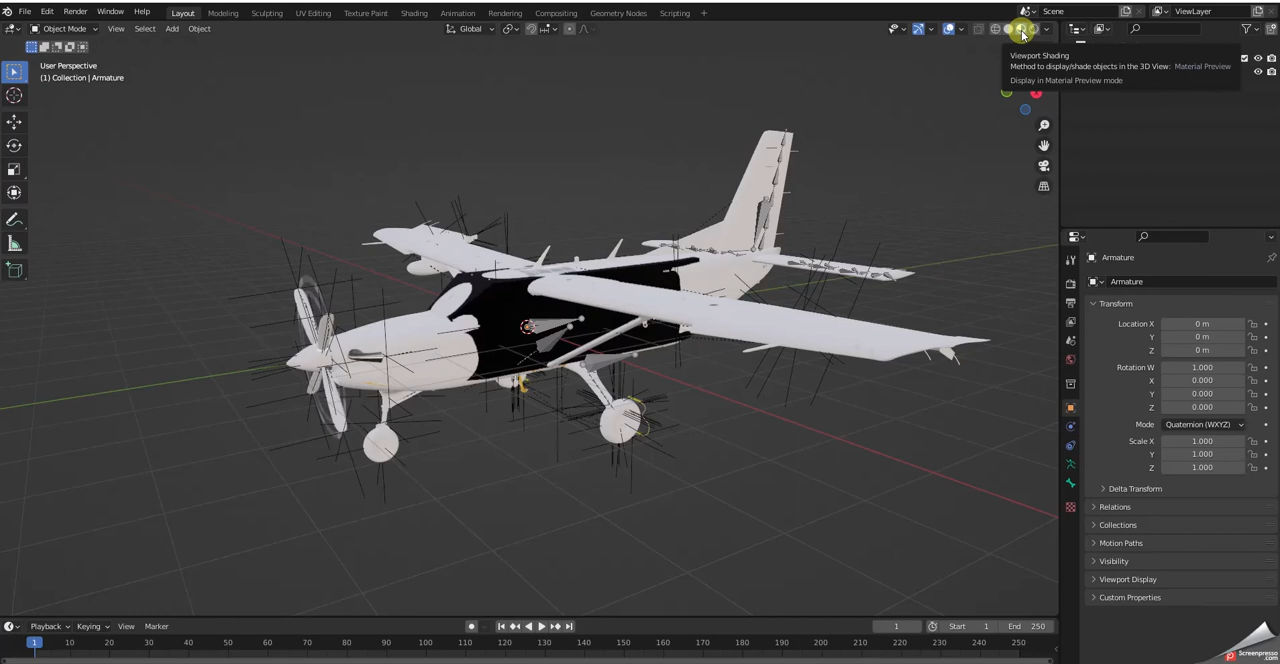 File Edit Render Window Help Layout Modeling Sculpting UV Editing Texture Paint Shading Animation Rendering Compositing Geometry Nodes Scripting + Scene ViewLayer
Object Mode View Select Add Object Global
User Perspective
(1) Collection | Armature
Viewport Shading
Method to display/shade objects in the 3D View: Material Preview
Display in Material Preview mode
Armature
Armature
Transform
Location X 0 m
Y 0 m
Z 0 m
Rotation W 1.000
X 0.000
Y 0.000
Z 0.000
Mode Quaternion (WXYZ)
Scale X 1.000
Y 1.000
Z 1.000
Delta Transform
Relations
Collections
Motion Paths
Visibility
Viewport Display
Custom Properties
Playback Keying View Marker 1 Start 1 End 250
1 10 20 30 40 50 60 70 80 90 100 110 120 130 140 150 160 170 180 190 200 210 220 230 240 250
Screenpresso
.com